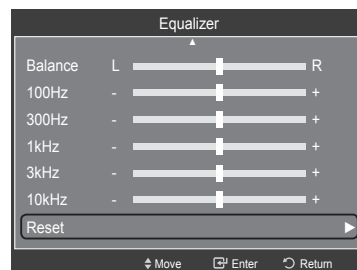 Equalizer
Balance L R
100Hz - +
300Hz - +
1kHz - +
3kHz - +
10kHz - +
Reset
Move Enter Return